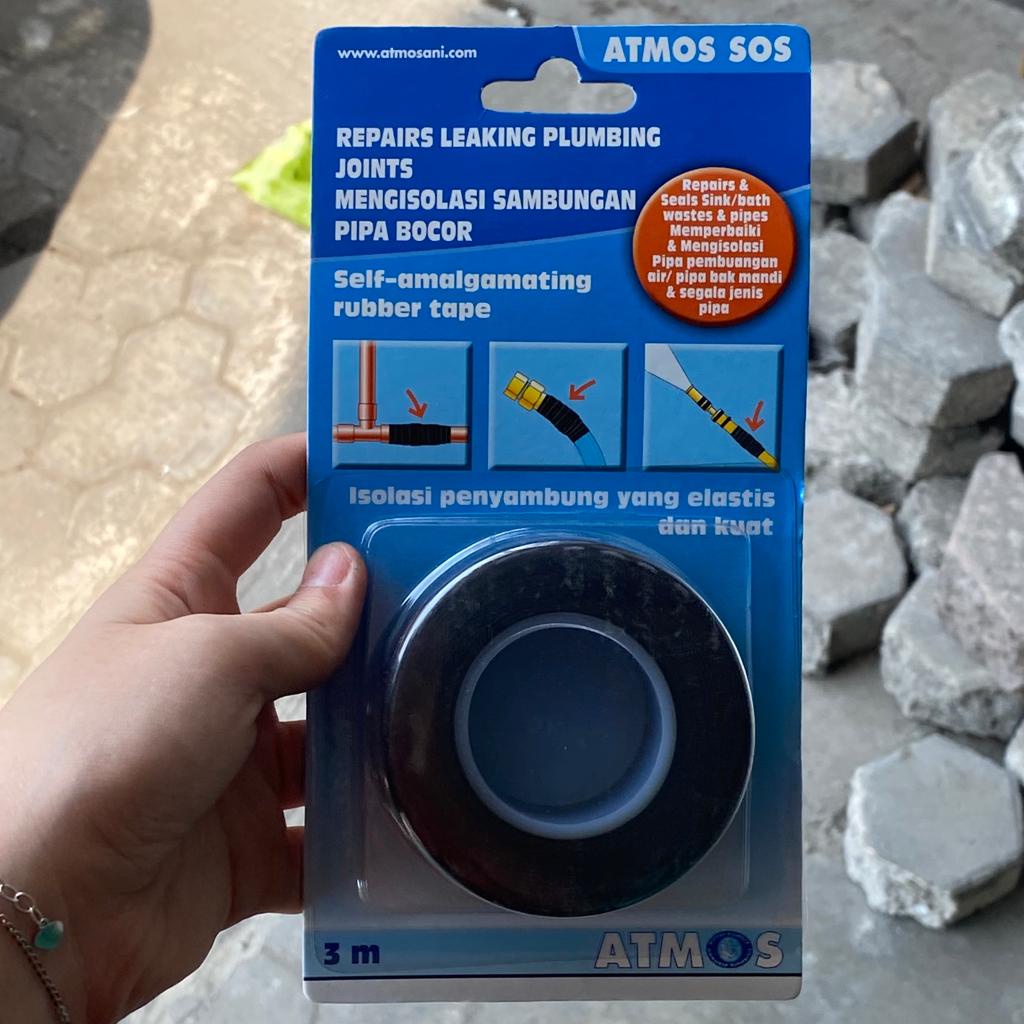 www.atmosani.com
ATMOS SOS
REPAIRS LEAKING PLUMBING
JOINTS
MENGISOLASI SAMBUNGAN
PIPA BOCOR
Repairs &
Seals Sink/bath
wastes & pipes
Memperbaiki
& Mengisolasi
Pipa pembuangan
air/ pipa bak mandi
& segala jenis
pipa
Self-amalgamating
rubber tape
Isolasi penyambung yang elastis
dan kuat
3 m
ATMOS